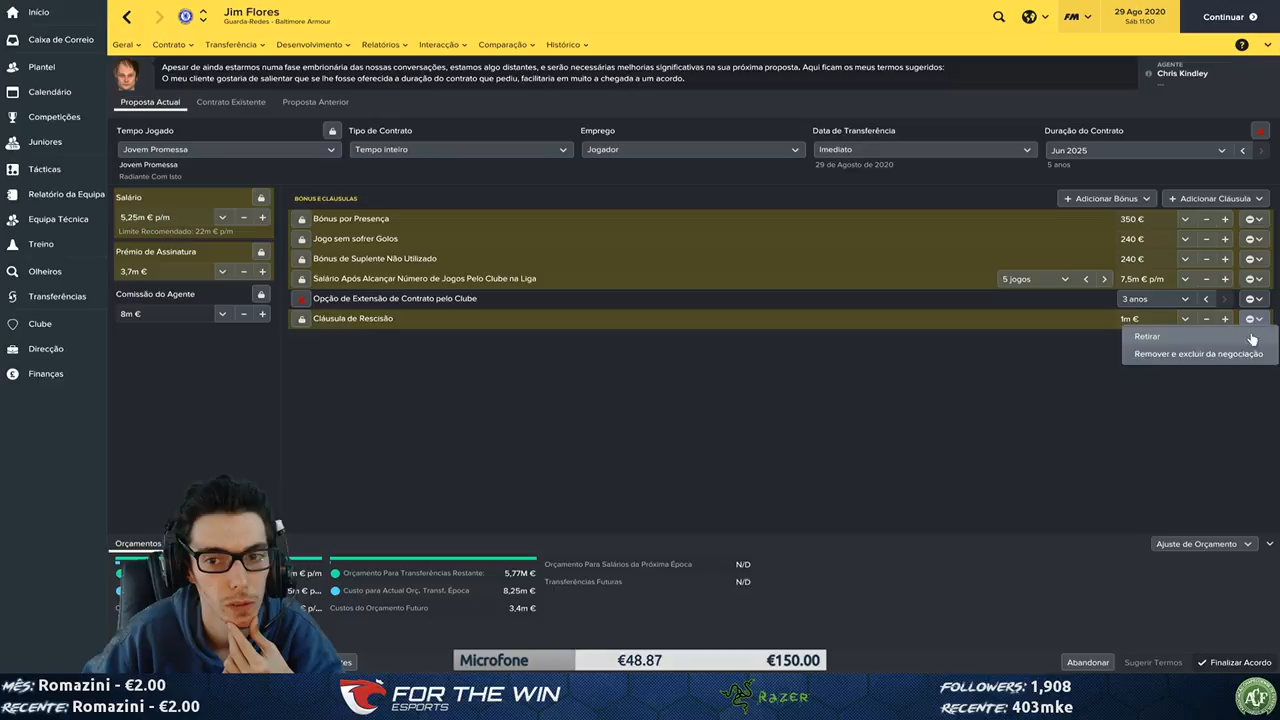 Início
Caixa de Correio
Plantel
Calendário
Competições
Juniores
Tácticas
Relatório da Equipa
Equipa Técnica
Treino
Olheiros
Transferências
Clube
Direcção
Finanças
Jim Flores
Guarda-Redes - Baltimore Armour
FM
29 Ago 2020
Sáb 11:00
Continuar
Geral
Contrato
Transferência
Desenvolvimento
Relatórios
Interacção
Comparação
Histórico
Apesar de ainda estarmos numa fase embrionária das nossas conversações, estamos algo distantes, e serão necessárias melhorias significativas na sua próxima proposta. Aqui ficam os meus termos sugeridos:
O meu cliente gostaria de salientar que se lhe fosse oferecida a duração do contrato que pediu, facilitaria em muito a chegada a um acordo.
AGENTE
Chris Kindley
Proposta Actual
Contrato Existente
Proposta Anterior
Tempo Jogado
Tipo de Contrato
Emprego
Data de Transferência
Duração do Contrato
Jovem Promessa
Tempo inteiro
Jogador
Imediato
Jun 2025
Jovem Promessa
Radiante Com Isto
29 de Agosto de 2020
5 anos
Salário
5,25m € p/m
Limite Recomendado: 22m € p/m
Prémio de Assinatura
3,7m €
Comissão do Agente
8m €
BÓNUS E CLÁUSULAS
+ Adicionar Bónus
+ Adicionar Cláusula
Bónus por Presença 350 €
Jogo sem sofrer Golos 240 €
Bónus de Suplente Não Utilizado 240 €
Salário Após Alcançar Número de Jogos Pelo Clube na Liga 5 jogos 7,5m € p/m
Opção de Extensão de Contrato pelo Clube 3 anos
Cláusula de Rescisão 1m €
Retirar
Remover e excluir da negociação
Orçamentos
Ajuste de Orçamento
m € p/m
Orçamento Para Transferências Restante: 5,77M €
Custo para Actual Orç. Transf. Época 8,25m €
Custos do Orçamento Futuro 3,4m €
Orçamento Para Salários da Próxima Época N/D
Transferências Futuras N/D
Abandonar
Sugerir Termos
Finalizar Acordo
Microfone €48.87 €150.00
MÊS: Romazini - €2.00
RECENTE: Romazini - €2.00
FOR THE WIN
ESPORTS
RAZER
FOLLOWERS: 1,908
RECENTE: 403mke
ACF